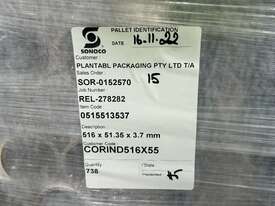 SONOCO
PALLET IDENTIFICATION
DATE 16-11-22
Customer :
PLANTABL PACKAGING PTY LTD T/A
Sales Order :
SOR-0152570
15
Job Number :
REL-278282
Item Code :
0515513537
Description :
516 x 51.35 x 3.7 mm
Customer Code :
CORIND516X55
Quantity
738